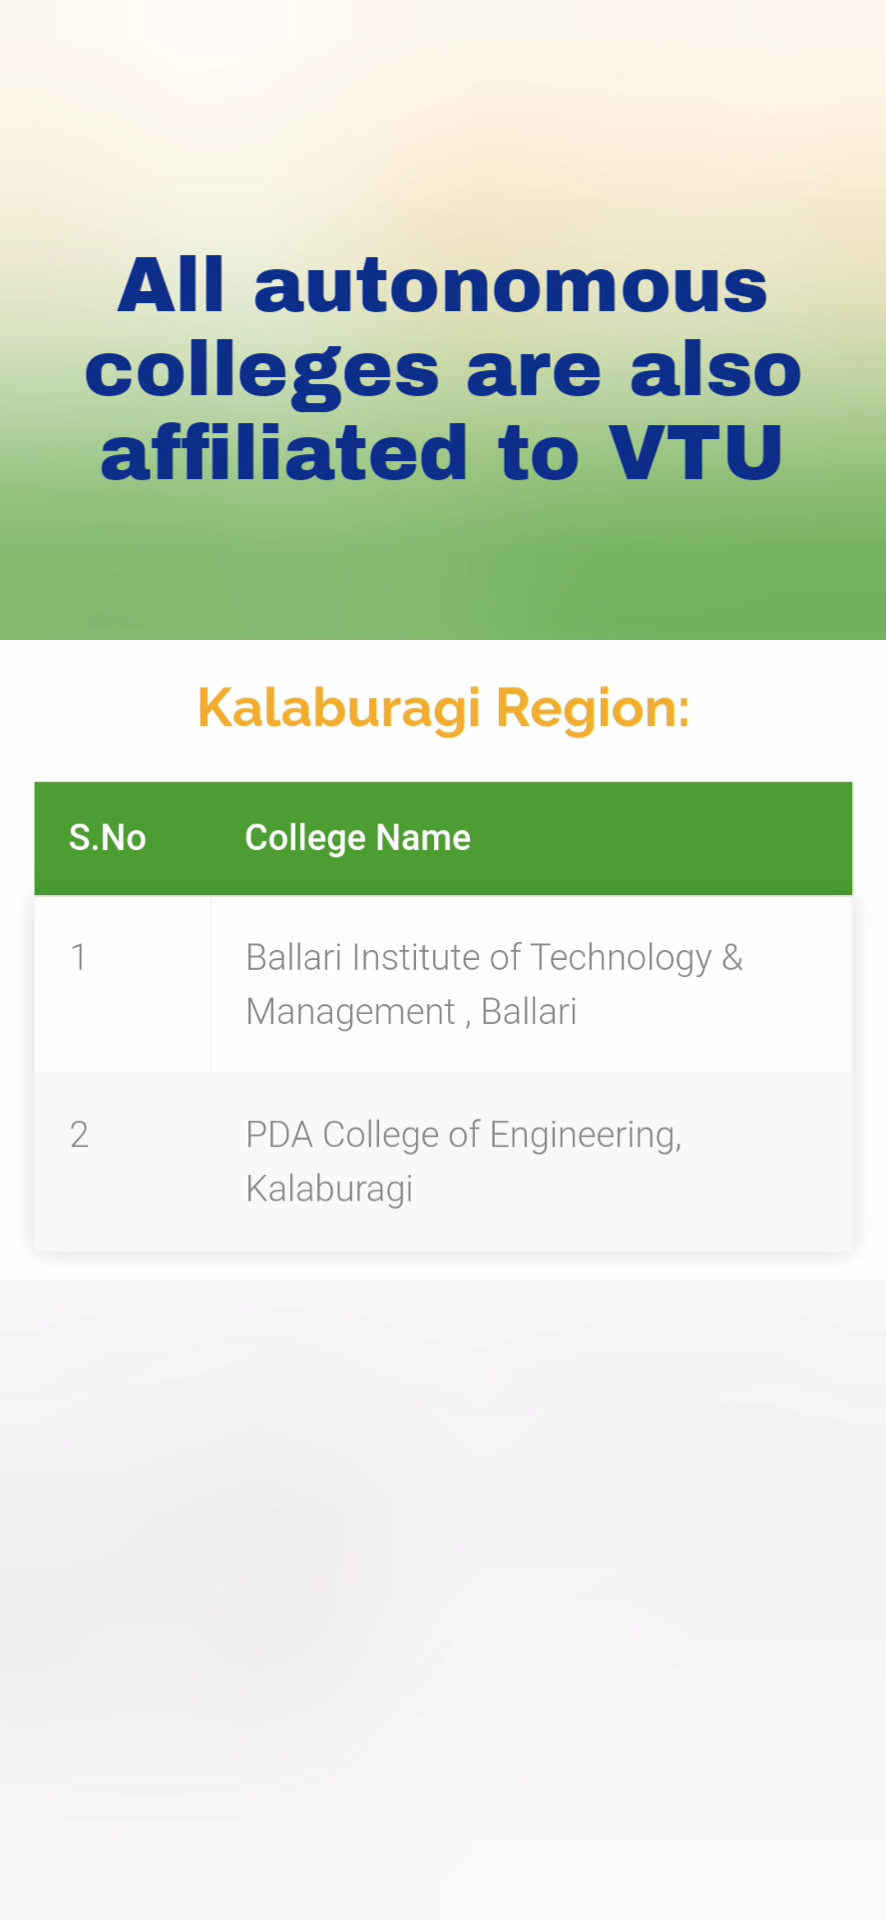 All autonomous
colleges are also
affiliated to VTU
Kalaburagi Region:
S.No College Name
1 Ballari Institute of Technology &
Management , Ballari
2 PDA College of Engineering,
Kalaburagi